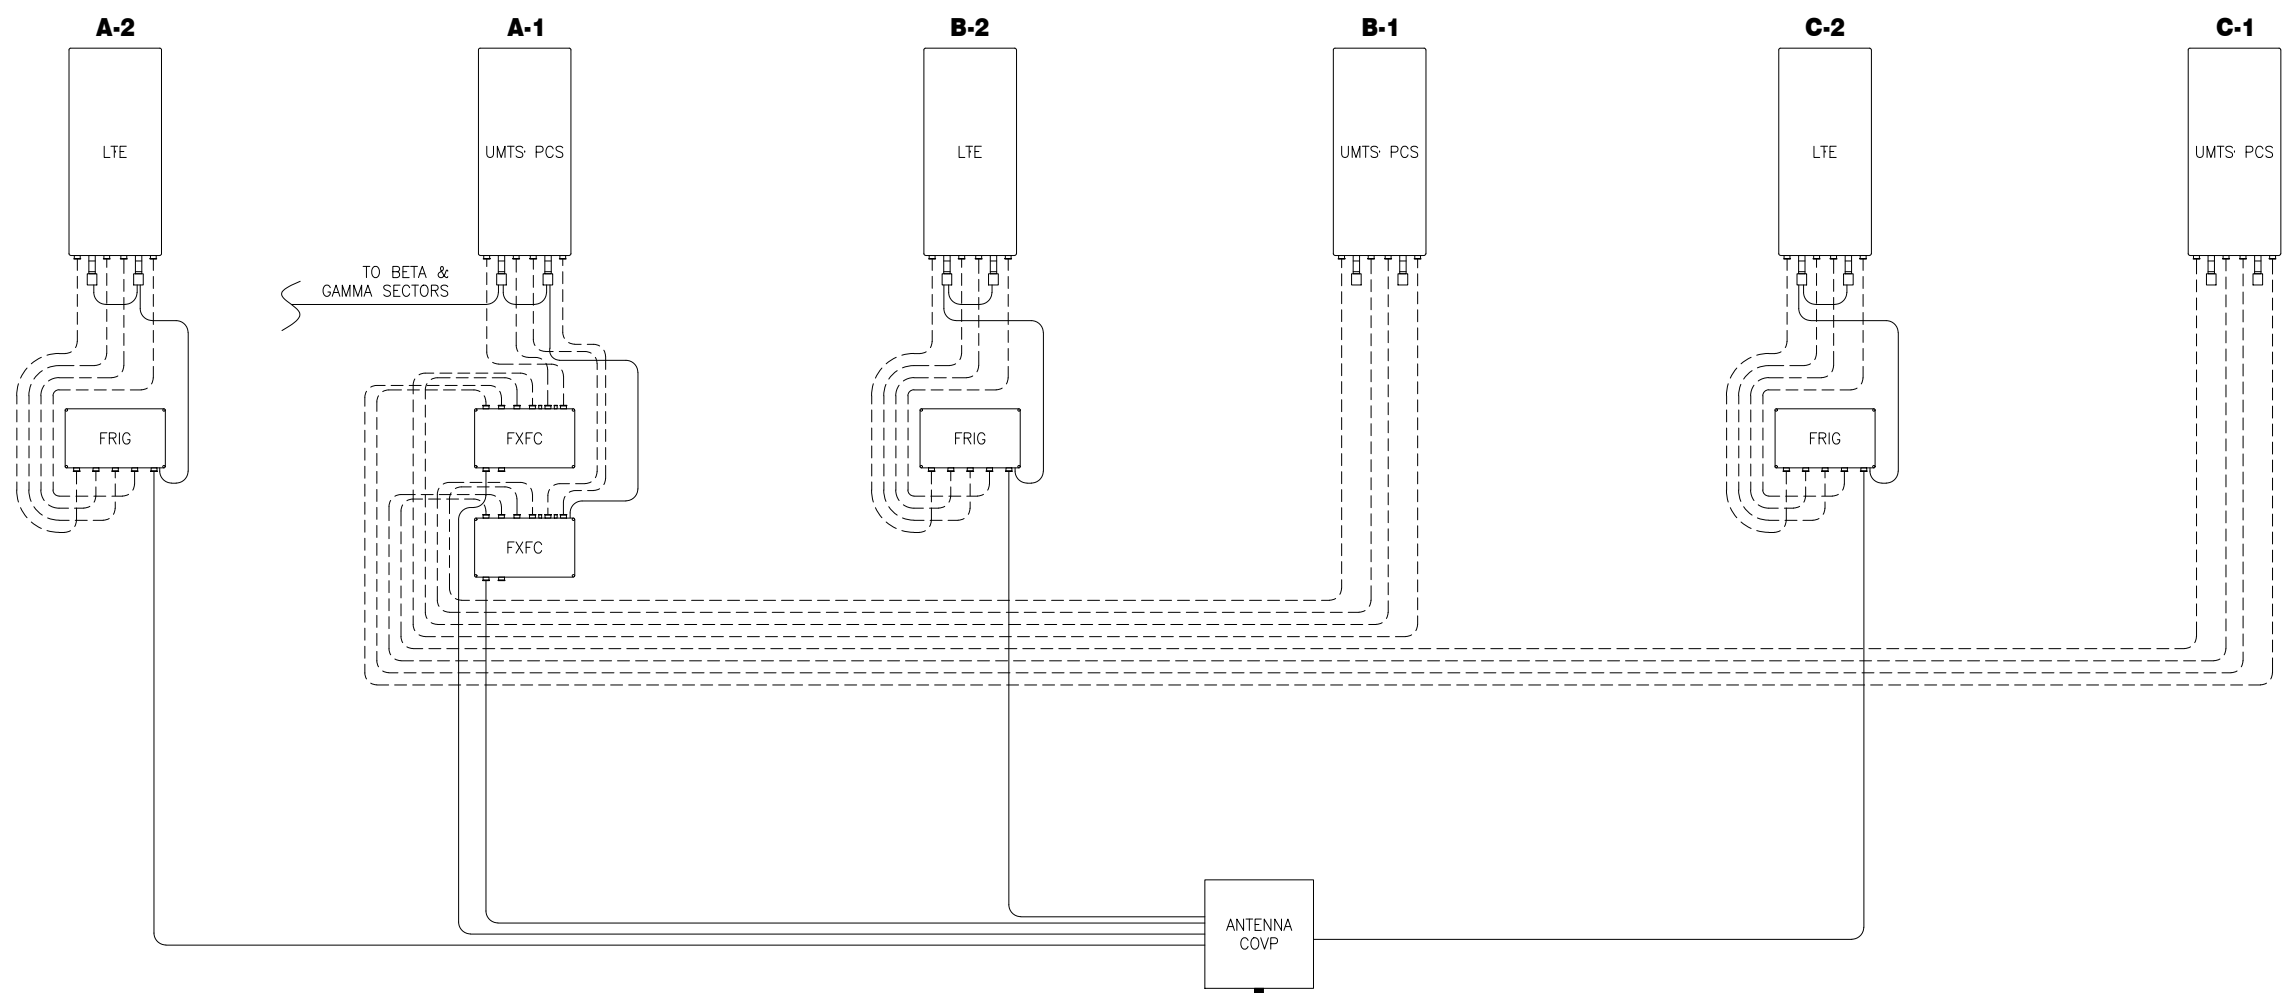 A-2
A-1
B-2
B-1
C-2
C-1
LTE
UMTS PCS
LTE
UMTS PCS
LTE
UMTS PCS
TO BETA &
GAMMA SECTORS
FRIG
FXFC
FRIG
FRIG
FXFC
ANTENNA
COVP